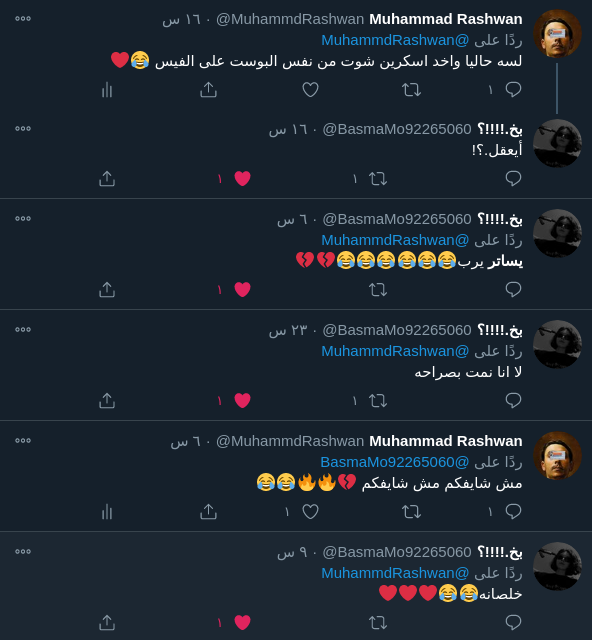 Muhammad Rashwan @MuhammdRashwan · ١٦ س
ردًا على @MuhammdRashwan
لسه حاليا واخد اسكرين شوت من نفس البوست على الفيس 😂❤️
١
بخ.!!!!؟ @BasmaMo92265060 · ١٦ س
أيعقل.؟!
١ ١
بخ.!!!!؟ @BasmaMo92265060 · ٦ س
ردًا على @MuhammdRashwan
يساتر يرب😂😂😂😂😂😂💔💔
١
بخ.!!!!؟ @BasmaMo92265060 · ٢٣ س
ردًا على @MuhammdRashwan
لا انا نمت بصراحه
١ ١
Muhammad Rashwan @MuhammdRashwan · ٦ س
ردًا على @BasmaMo92265060
مش شايفكم مش شايفكم 💔🔥🔥😂😂
١ ١
بخ.!!!!؟ @BasmaMo92265060 · ٩ س
ردًا على @MuhammdRashwan
خلصانه😂😂❤️❤️❤️
١